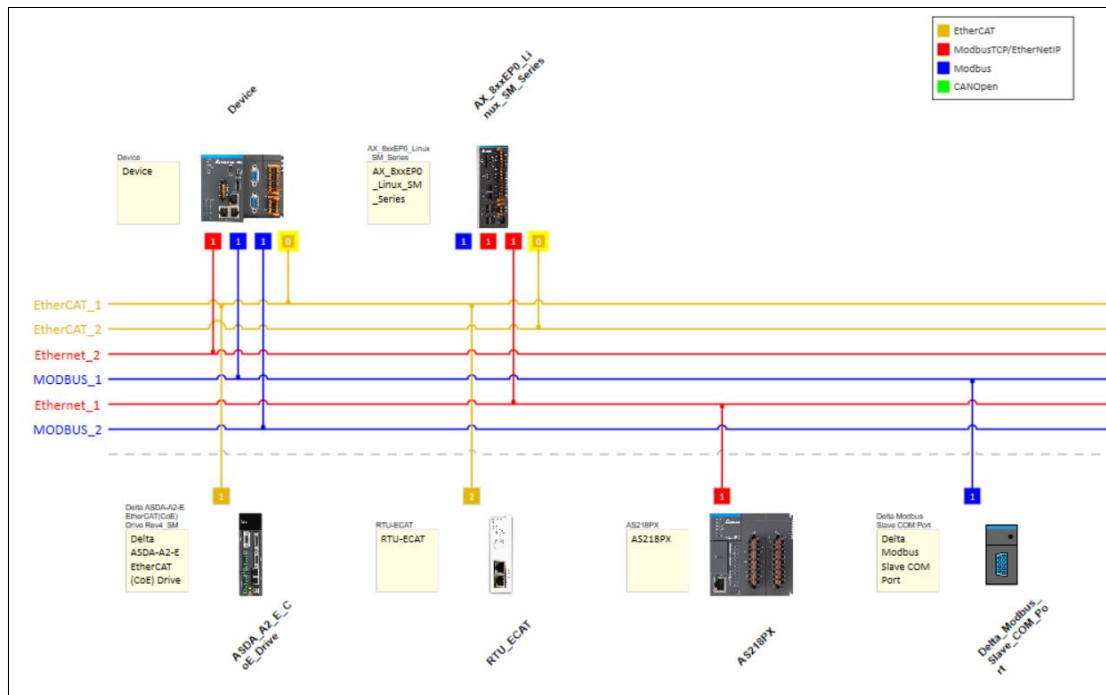 EtherCAT
ModbusTCP/EtherNetIP
Modbus
CANOpen
Device
AX_8xxEP0_Li
nux_SM_Series
Device
Device
AX_8xxEP0_Linux
SM_Series
AX_8xxEP0
_Linux_SM
_Series
1
1
1
0
1
1
1
0
EtherCAT_1
EtherCAT_2
Ethernet_2
MODBUS_1
Ethernet_1
MODBUS_2
1
2
1
1
Delta ASDA-A2-E
EtherCAT(CoE)
Drive Rev4_SM
Delta
ASDA-A2-E
EtherCAT
(CoE) Drive
RTU-ECAT
RTU-ECAT
AS218PX
AS218PX
Delta Modbus
Slave COM Port
Delta
Modbus
Slave COM
Port
ASDA_A2_E_C
oE_Drive
RTU_ECAT
AS218PX
Delta_Modbus_
Slave_COM_Po
rt